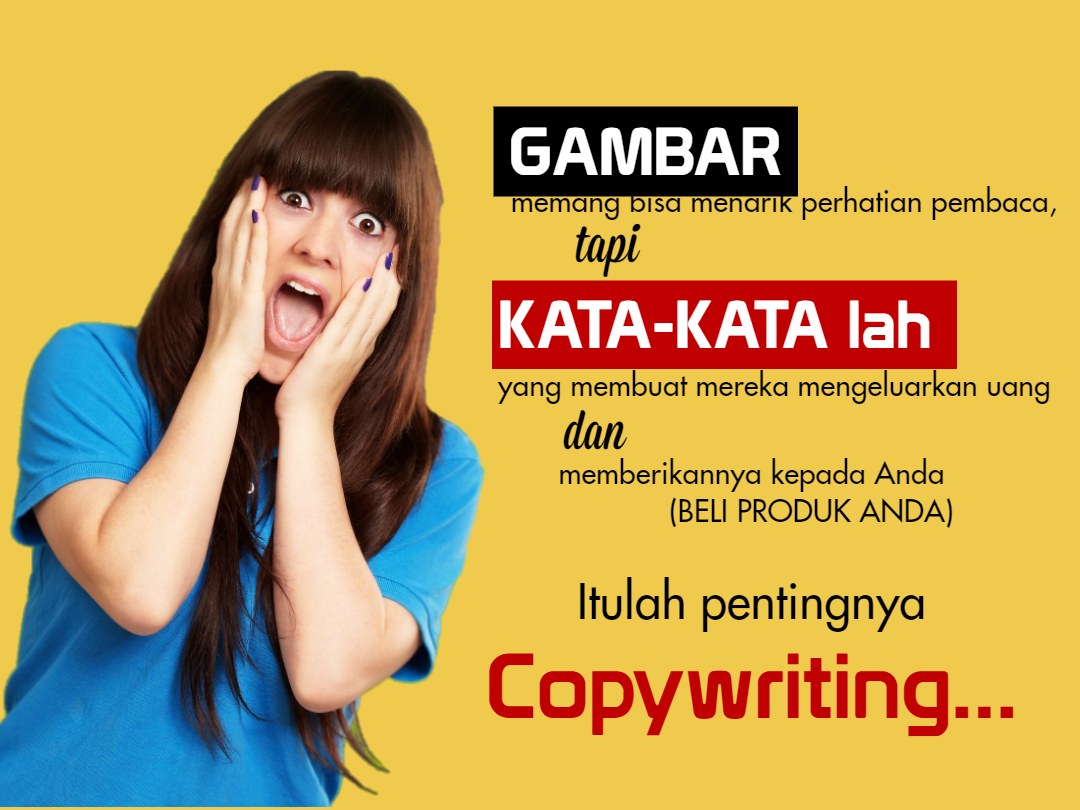 GAMBAR
memang bisa menarik perhatian pembaca,
tapi
KATA-KATA lah
yang membuat mereka mengeluarkan uang
dan
memberikannya kepada Anda
(BELI PRODUK ANDA)
Itulah pentingnya
Copywriting...